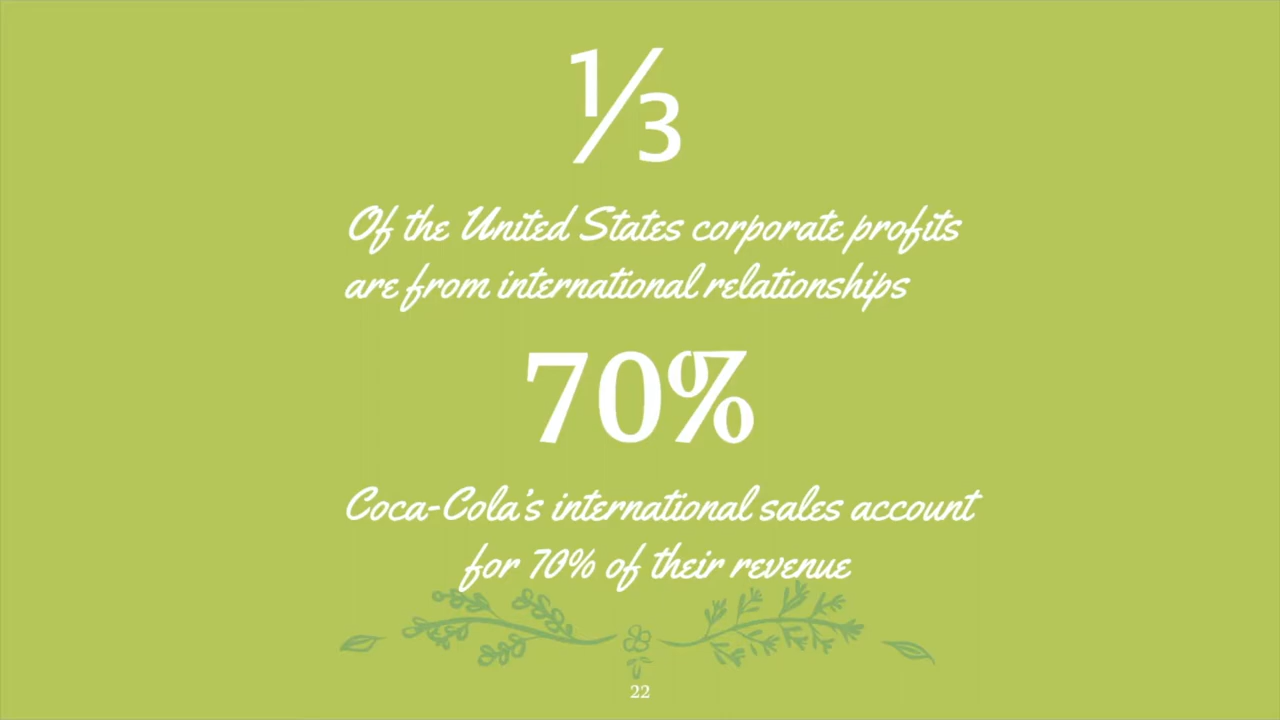 ⅓
Of the United States corporate profits
are from international relationships
70%
Coca-Cola's international sales account
for 70% of their revenue
22